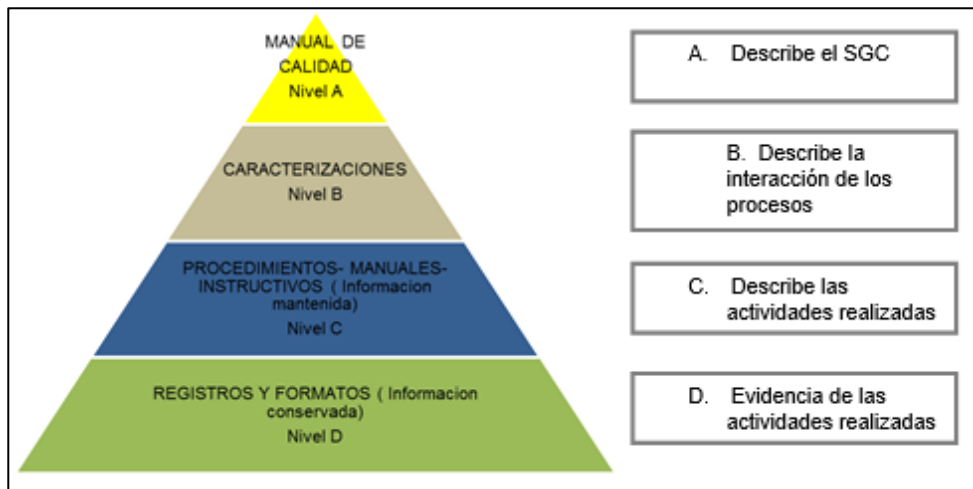 MANUAL DE
CALIDAD
Nivel A
A. Describe el SGC
CARACTERIZACIONES
Nivel B
B. Describe la
interacción de los
procesos
PROCEDIMIENTOS- MANUALES-
INSTRUCTIVOS ( Informacion
mantenida)
Nivel C
C. Describe las
actividades realizadas
REGISTROS Y FORMATOS ( Informacion
conservada)
Nivel D
D. Evidencia de las
actividades realizadas